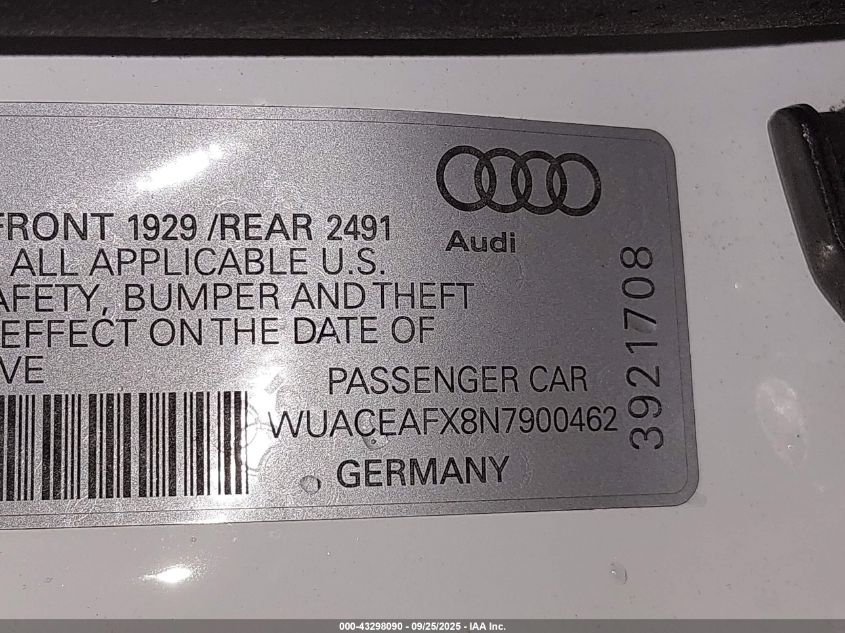 FRONT 1929 /REAR 2491
ALL APPLICABLE U.S.
AFETY, BUMPER AND THEFT
EFFECT ON THE DATE OF
VE
Audi
PASSENGER CAR
WUACEAFX8N7900462
GERMANY
3921708
000-43298090 - 09/25/2025 - IAA Inc.